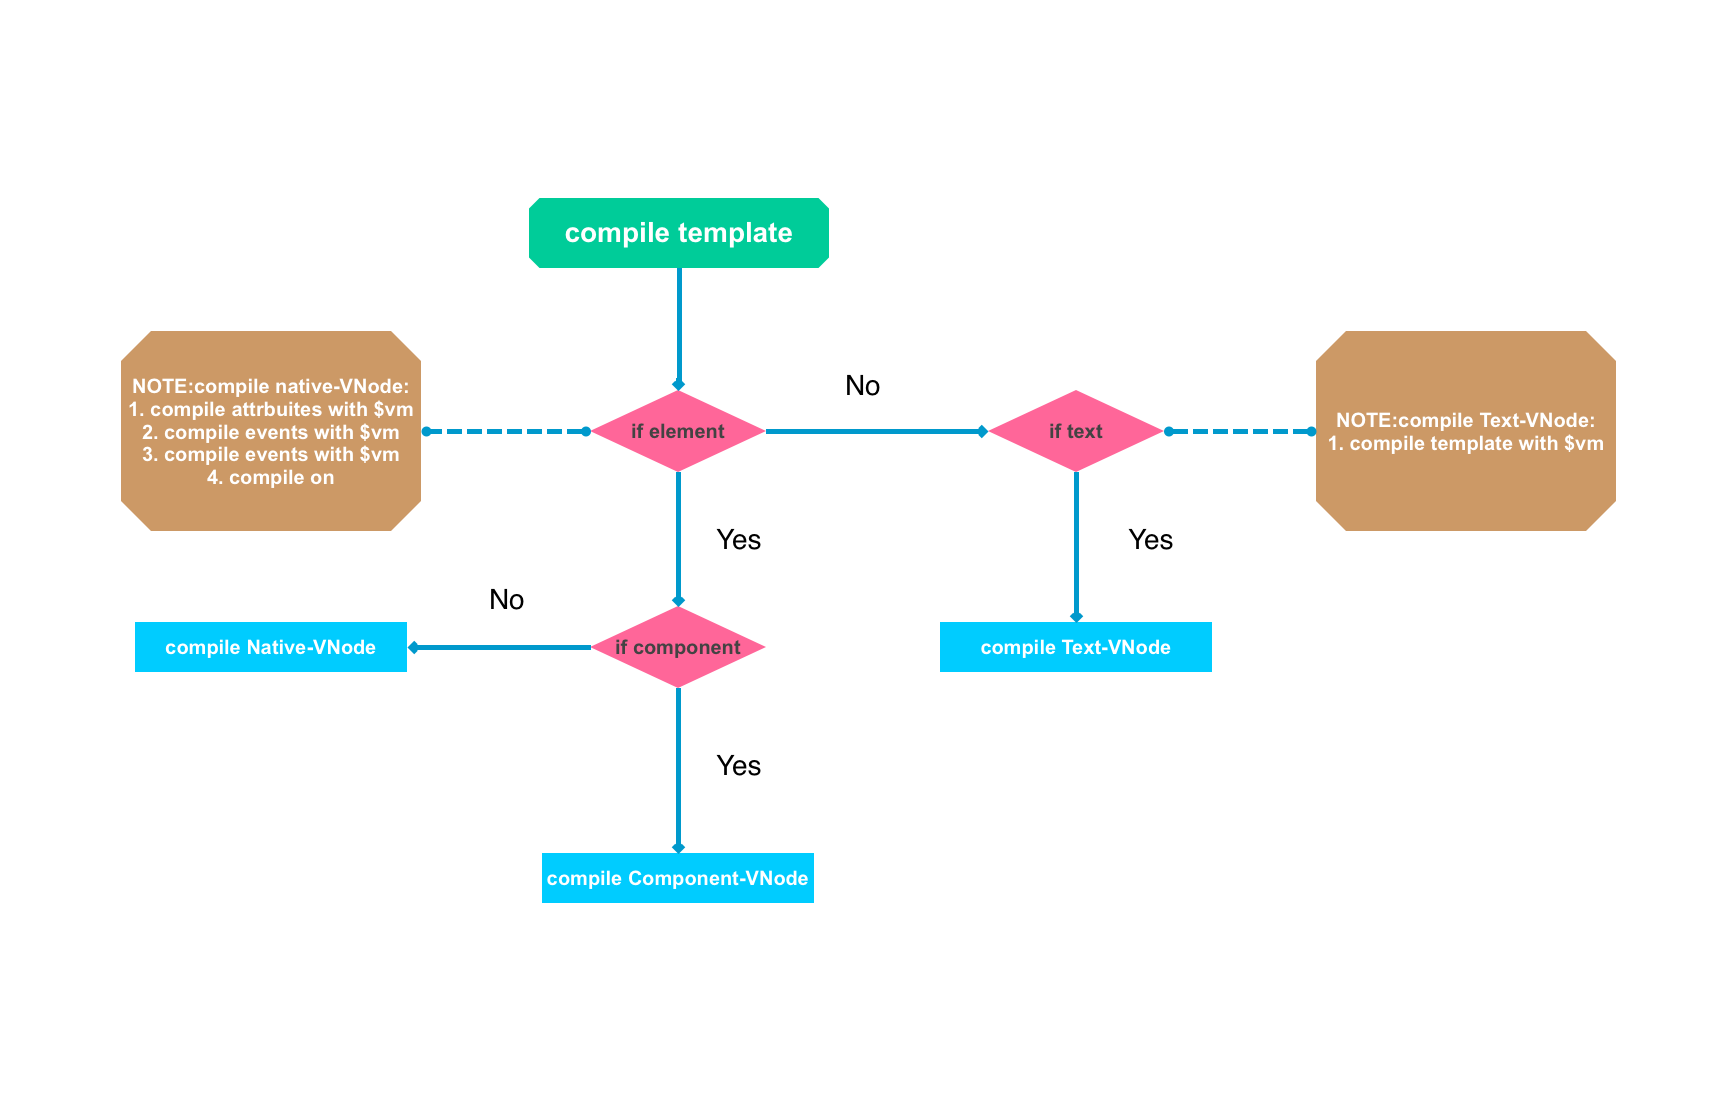 compile template
NOTE:compile native-VNode:
1. compile attrbuites with $vm
2. compile events with $vm
3. compile events with $vm
4. compile on
if element
No
if text
NOTE:compile Text-VNode:
1. compile template with $vm
Yes
Yes
No
compile Native-VNode
if component
compile Text-VNode
Yes
compile Component-VNode